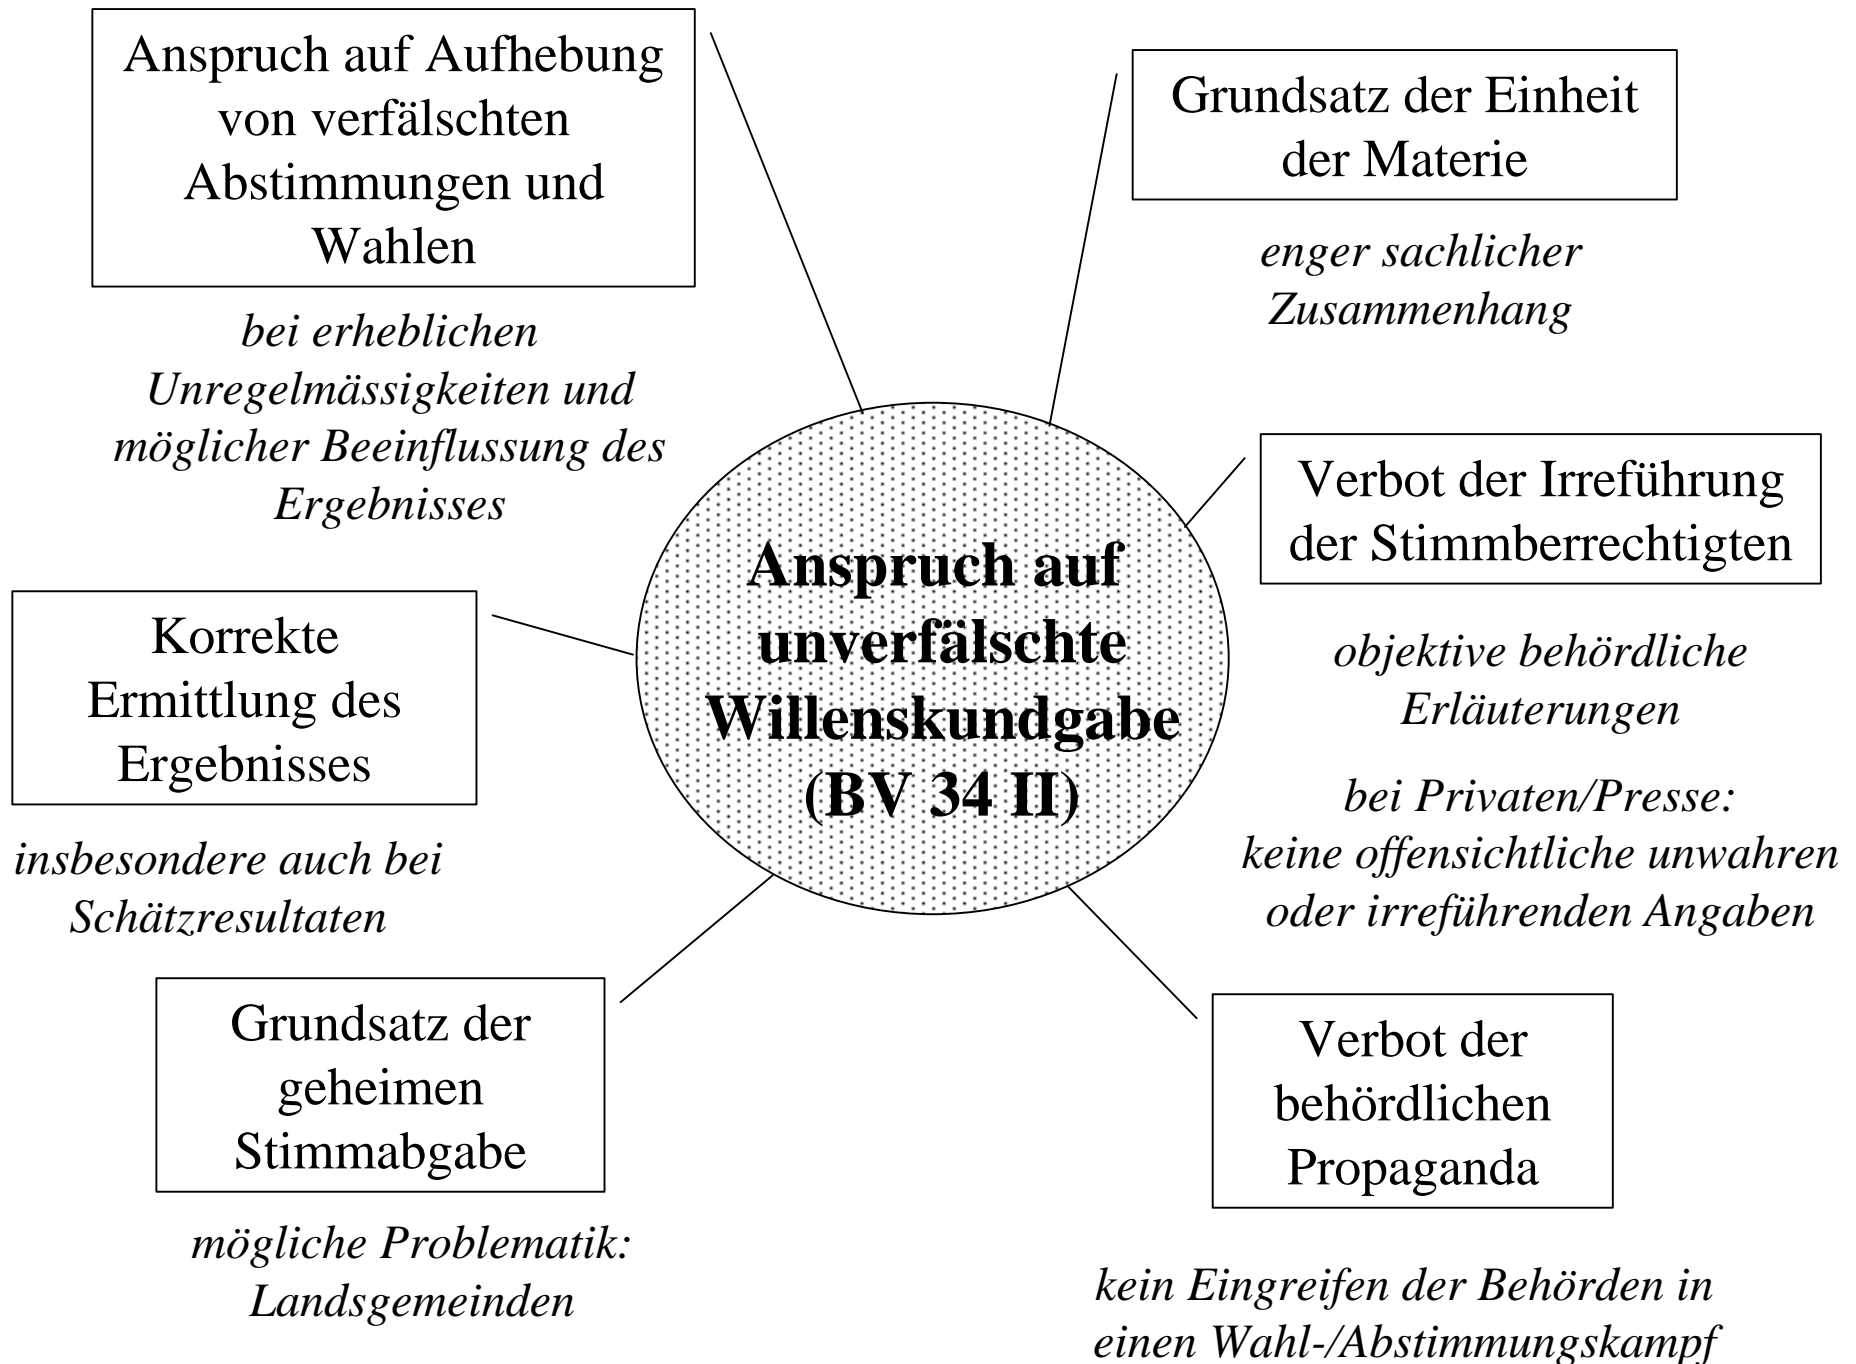 Anspruch auf Aufhebung
von verfälschten
Abstimmungen und
Wahlen
bei erheblichen
Unregelmässigkeiten und
möglicher Beeinflussung des
Ergebnisses
Grundsatz der Einheit
der Materie
enger sachlicher
Zusammenhang
Verbot der Irreführung
der Stimmberrechtigten
objektive behördliche
Erläuterungen
bei Privaten/Presse:
keine offensichtliche unwahren
oder irreführenden Angaben
Anspruch auf
unverfälschte
Willenskundgabe
(BV 34 II)
Korrekte
Ermittlung des
Ergebnisses
insbesondere auch bei
Schätzresultaten
Grundsatz der
geheimen
Stimmabgabe
mögliche Problematik:
Landsgemeinden
Verbot der
behördlichen
Propaganda
kein Eingreifen der Behörden in
einen Wahl-/Abstimmungskampf